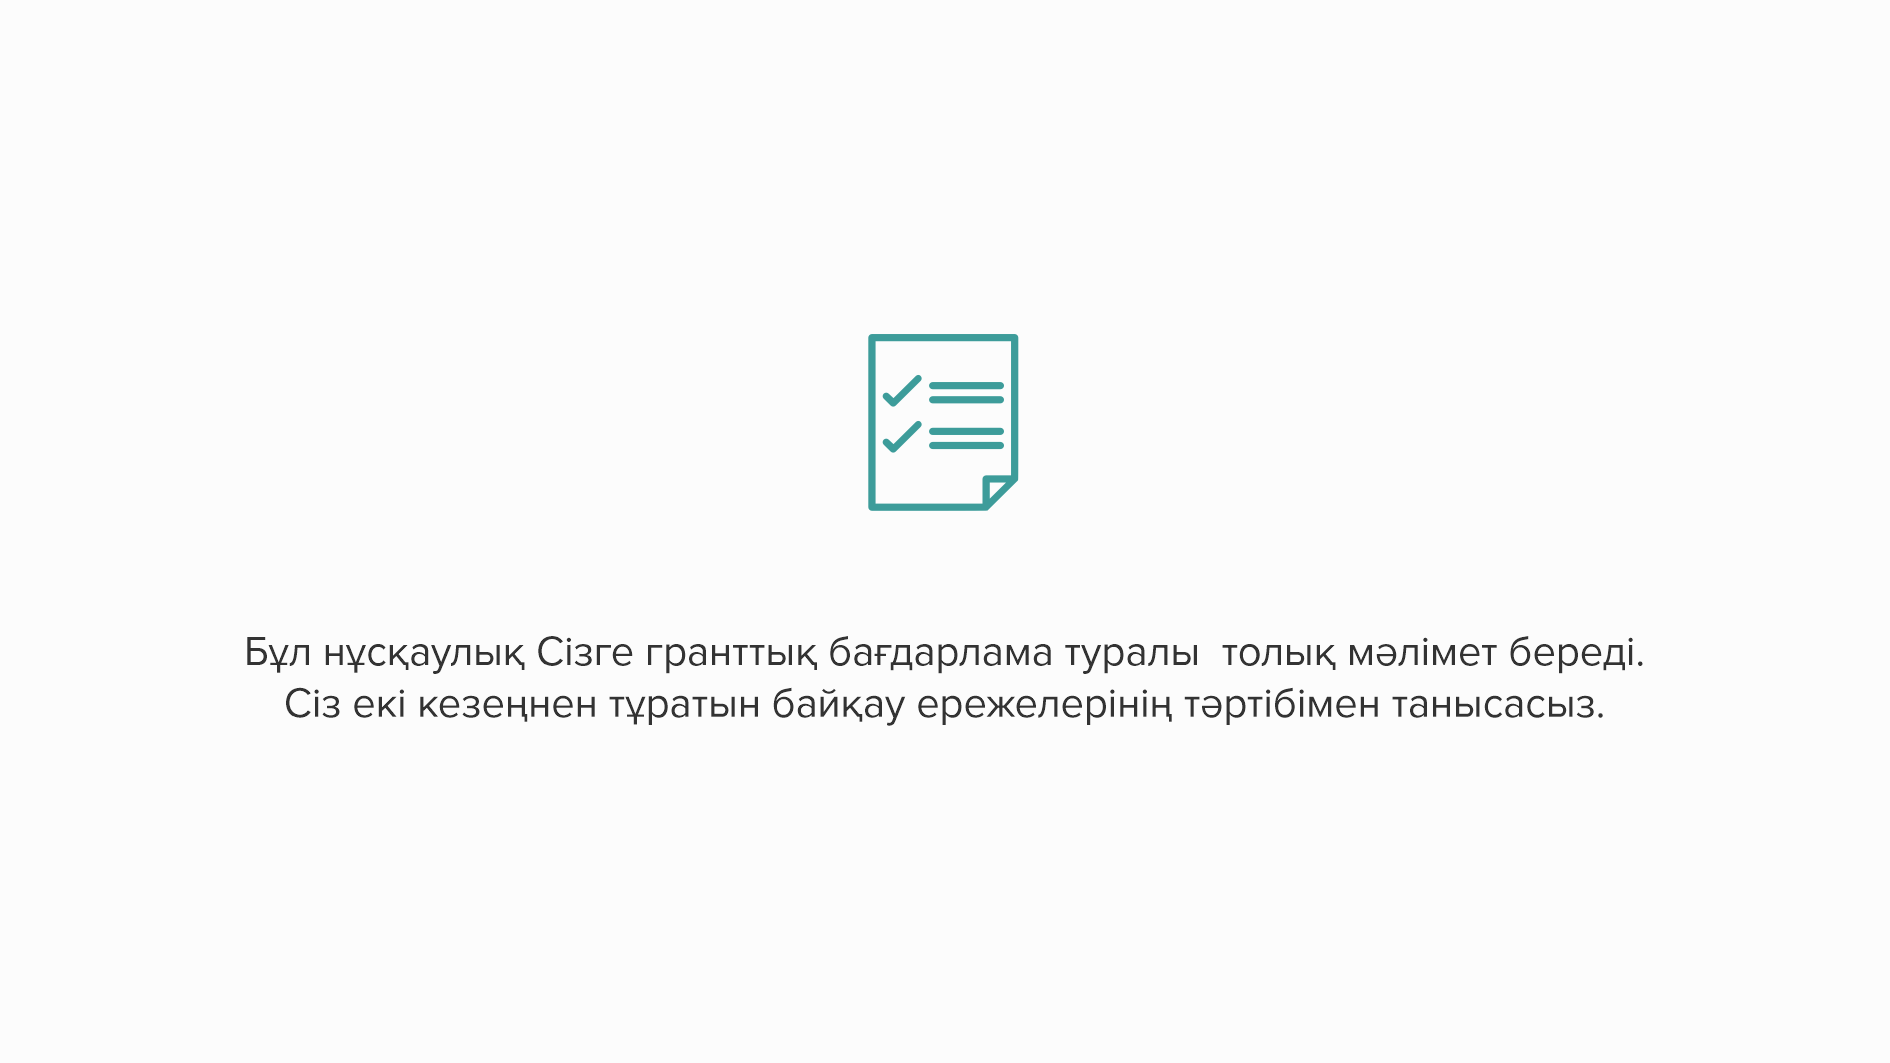 Бұл нұсқаулық Сізге гранттық бағдарлама туралы  толық мәлімет береді.
Сіз екі кезеңнен тұратын байқау ережелерінің тәртібімен танысасыз.